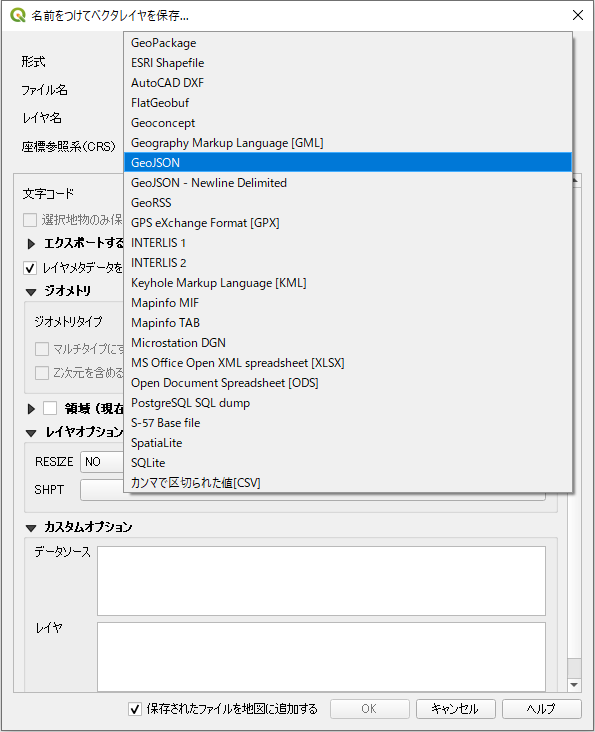 名前をつけてベクタレイヤを保存...
形式
ファイル名
レイヤ名
座標参照系(CRS)
GeoPackage
ESRI Shapefile
AutoCAD DXF
FlatGeobuf
Geoconcept
Geography Markup Language [GML]
GeoJSON
GeoJSON - Newline Delimited
GeoRSS
GPS eXchange Format [GPX]
INTERLIS 1
INTERLIS 2
Keyhole Markup Language [KML]
Mapinfo MIF
Mapinfo TAB
Microstation DGN
MS Office Open XML spreadsheet [XLSX]
Open Document Spreadsheet [ODS]
PostgreSQL SQL dump
S-57 Base file
SpatiaLite
SQLite
カンマで区切られた値[CSV]
文字コード
選択地物のみ保
エクスポートする
レイヤメタデータを
ジオメトリ
ジオメトリタイプ
マルチタイプにす
Z次元を含める
領域 (現在
レイヤオプション
RESIZE NO
SHPT
カスタムオプション
データソース
レイヤ
保存されたファイルを地図に追加する
OK
キャンセル
ヘルプ